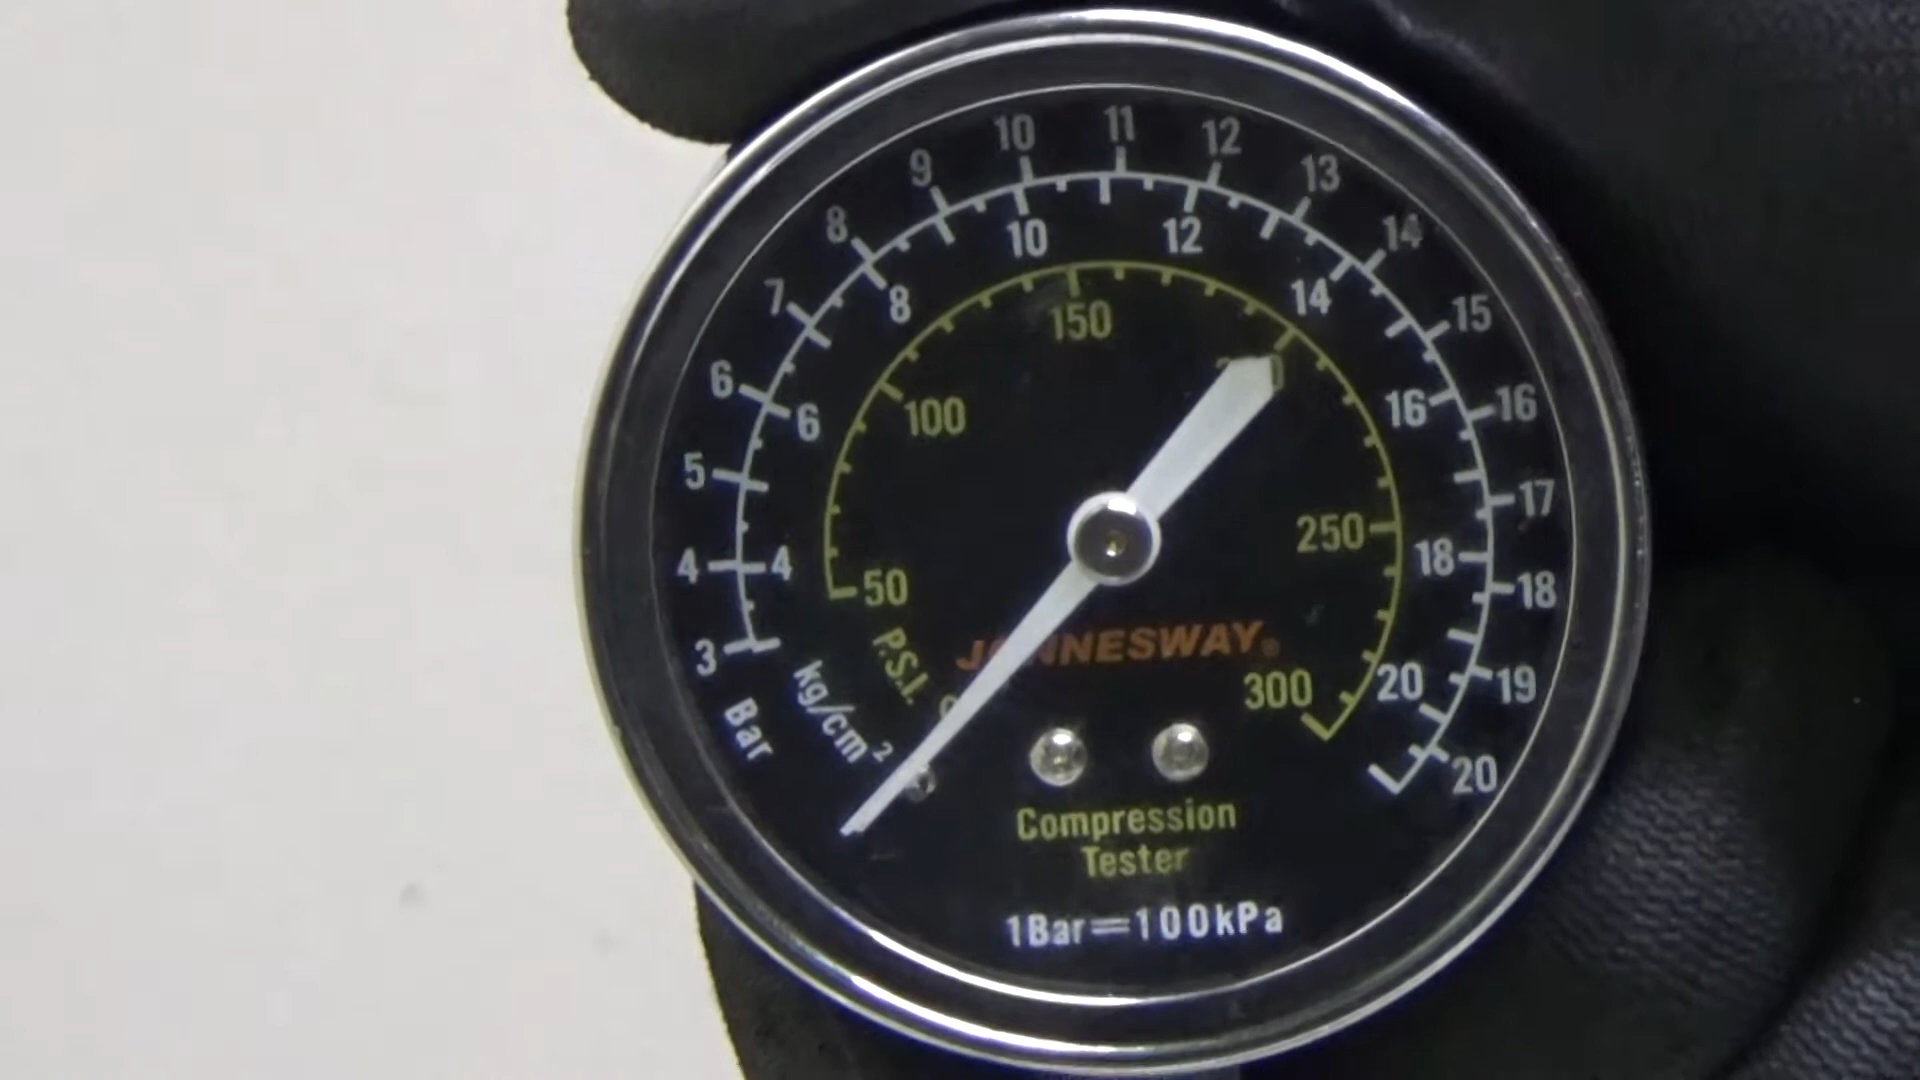 10 11 12
9 13
8 14
7 15
6 16
5 17
4 18
3 19
20
Bar
10 12
8 14
6 16
4 18
20
kg/cm²
150
100
50 250
300
P.S.I.
JONNESWAY®
Compression
Tester
1Bar=100kPa